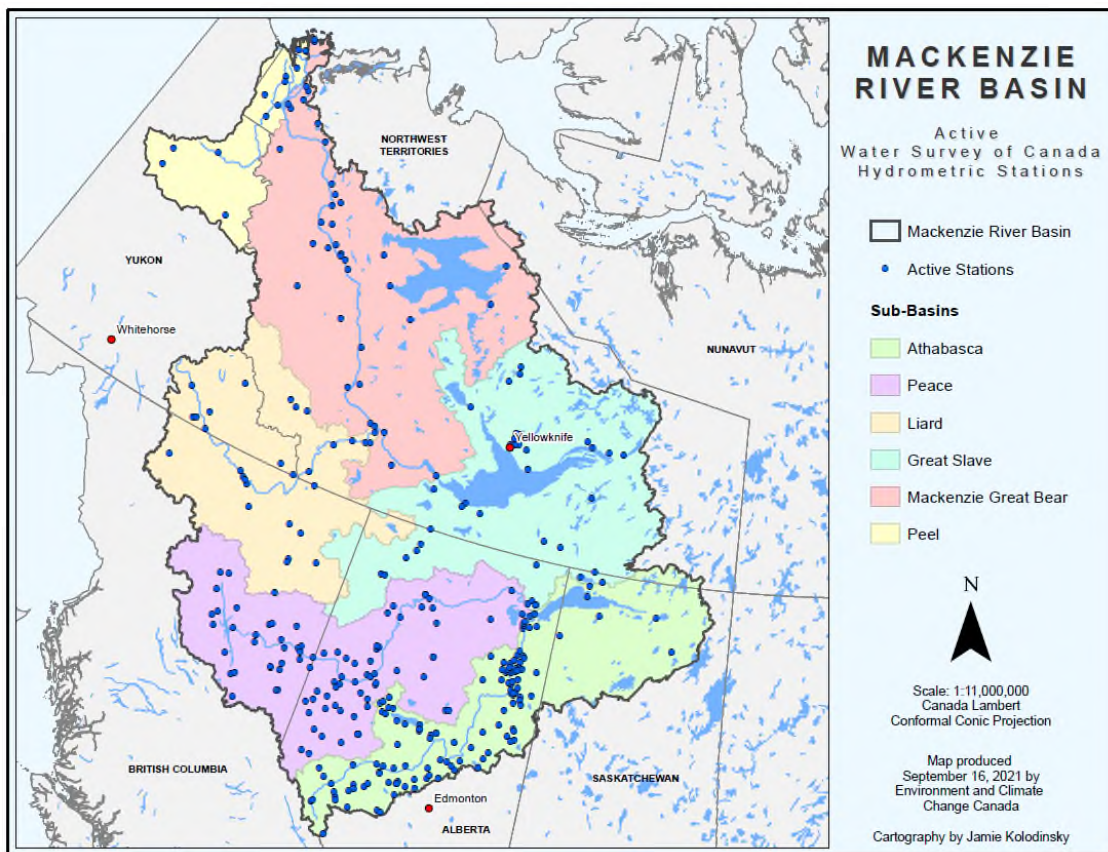 MACKENZIE
RIVER BASIN
Active
Water Survey of Canada
Hydrometric Stations
Mackenzie River Basin
Active Stations
Sub-Basins
Athabasca
Peace
Liard
Great Slave
Mackenzie Great Bear
Peel
N
Scale: 1:11,000,000
Canada Lambert
Conformal Conic Projection
Map produced
September 16, 2021 by
Environment and Climate
Change Canada
Cartography by Jamie Kolodinsky
NORTHWEST
TERRITORIES
YUKON
Whitehorse
NUNAVUT
Yellowknife
BRITISH COLUMBIA
SASKATCHEWAN
Edmonton
ALBERTA